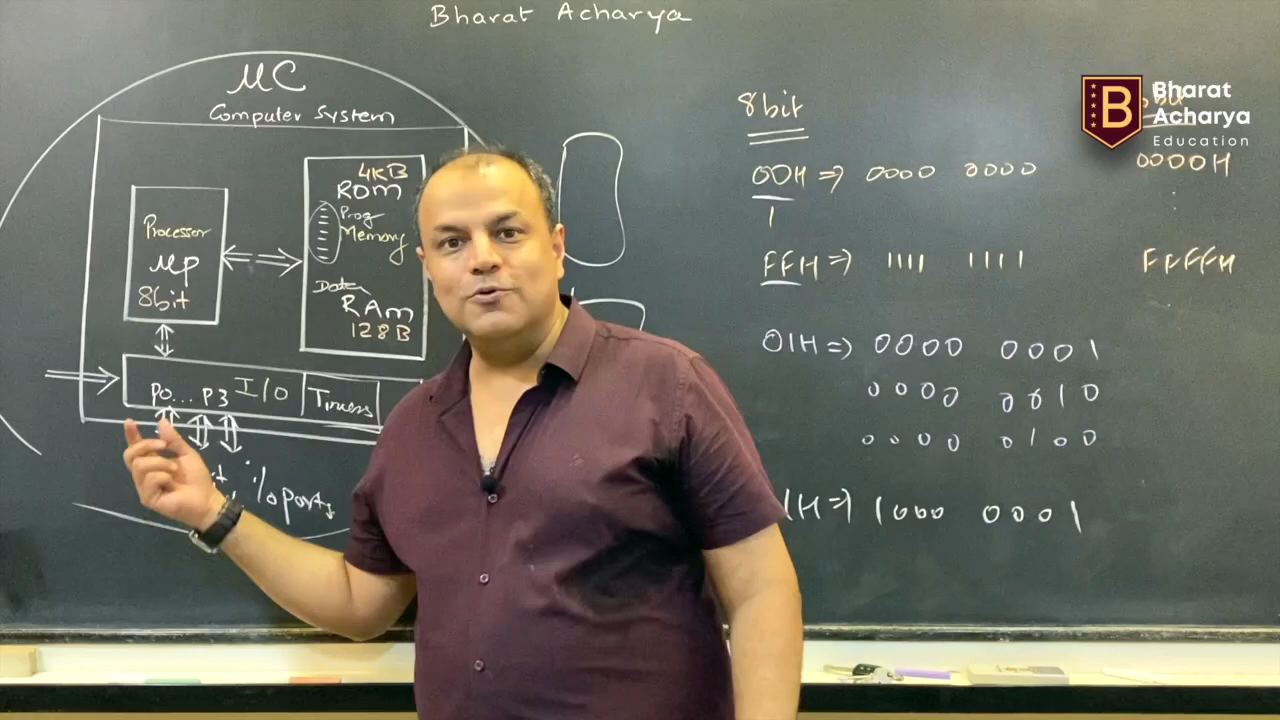 Bharat Acharya
μC
Computer System
Processor
μp
8bit
4KB
ROM
Prog
Memory
Data
RAM
128B
P0... P3 I/O
Timers
i/o ports
8bit
00H ⇒ 0000 0000
1
FFH ⇒ 1111 1111
01H ⇒ 0000 0001
0000 0010
0000 0100
1H ⇒ 1000 0001
0000H
:
FFFFH
B
Bharat
Acharya
Education